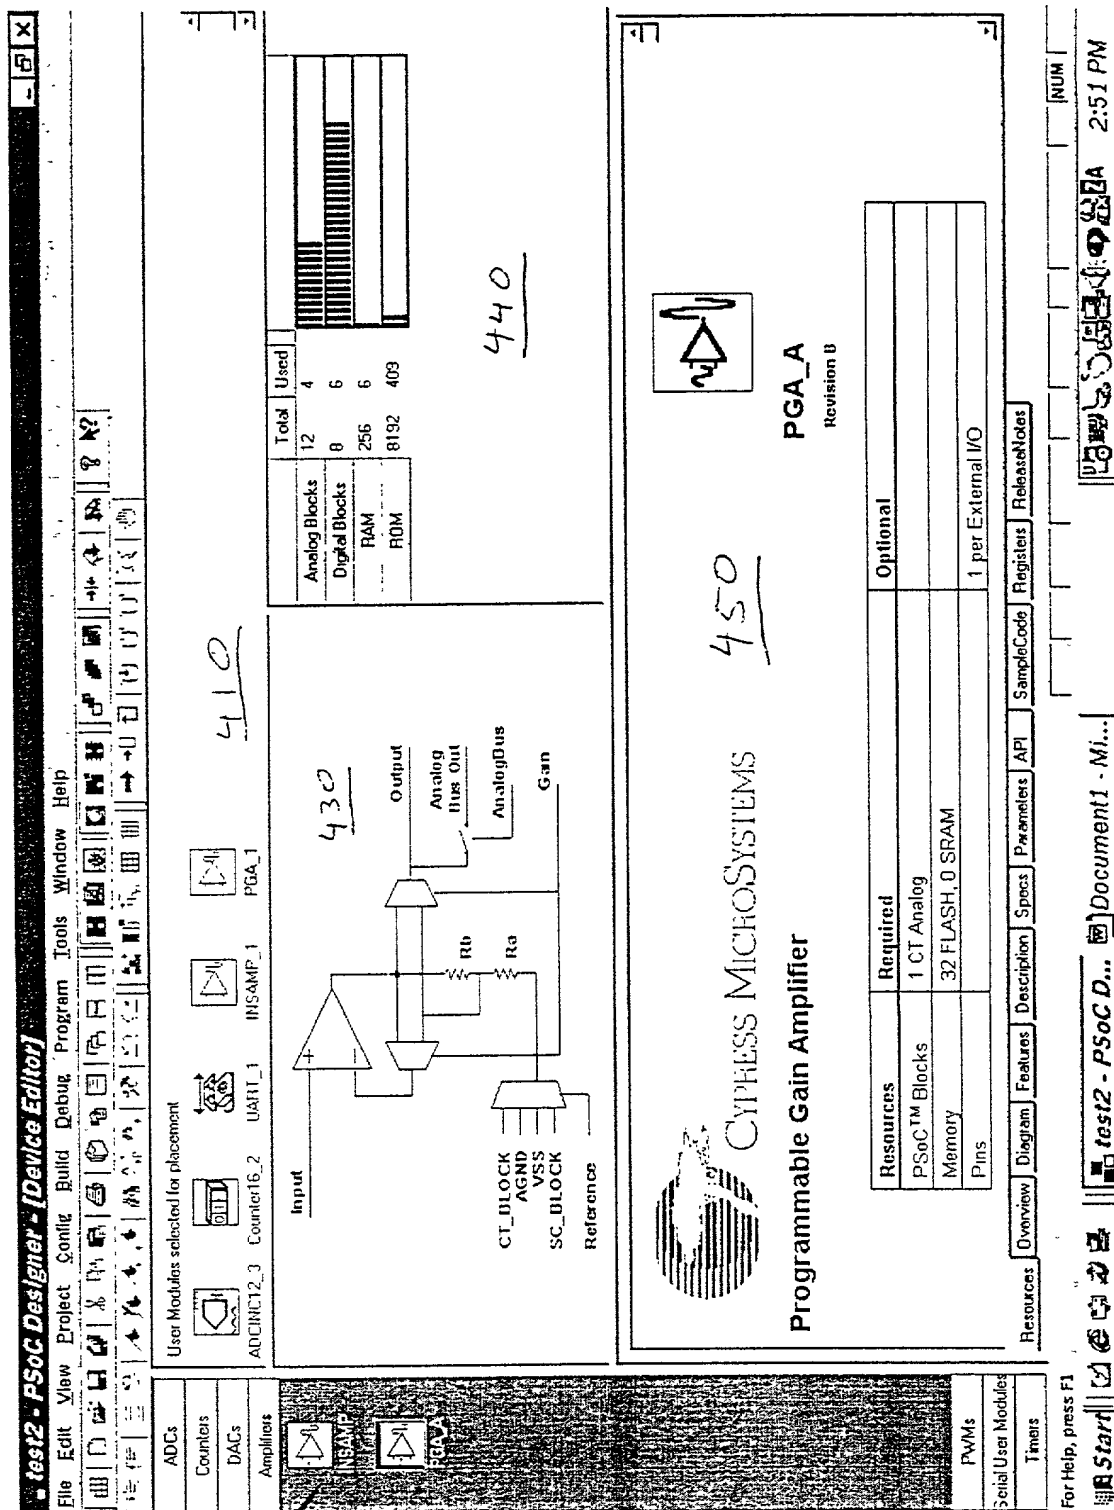 test2 - PSoC Designer - [Device Editor]
File Edit View Project Config Build Debug Program Tools Window Help
ADCs
Counters
DACs
Amplifiers
INSAMP
PGA_A
PWMs
Serial User Modules
Timers
User Modules selected for placement
ADCINC12_3 Counter16_2 UART_1 INSAMP_1 PGA_1
410
Input
CT_BLOCK
AGND
VSS
SC_BLOCK
Reference
Rb
Ra
430
Output
Analog
Bus Out
AnalogBus
Gain
Total Used
Analog Blocks 12 4
Digital Blocks 8 6
RAM 256 6
ROM 8192 409
440
CYPRESS MICROSYSTEMS
450
Programmable Gain Amplifier
PGA_A
Revision B
Resources Required Optional
PSoC™ Blocks 1 CT Analog
Memory 32 FLASH, 0 SRAM
Pins 1 per External I/O
Resources Overview Diagram Features Description Specs Parameters API SampleCode Registers ReleaseNotes
For Help, press F1
NUM
Start
test2 - PSoC D...
Document1 - Mi...
2:51 PM